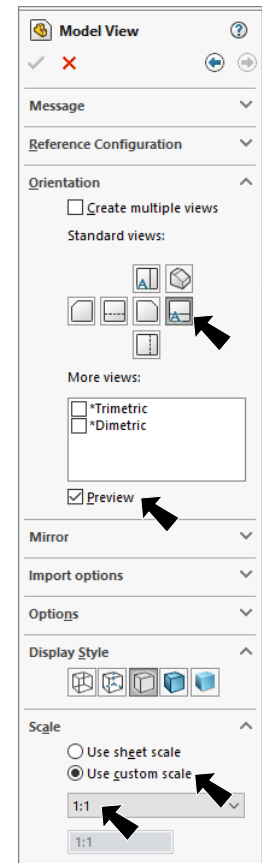 Model View
Message
Reference Configuration
Orientation
Create multiple views
Standard views:
A
A
More views:
*Trimetric
*Dimetric
Preview
Mirror
Import options
Options
Display Style
Scale
Use sheet scale
Use custom scale
1:1
1:1